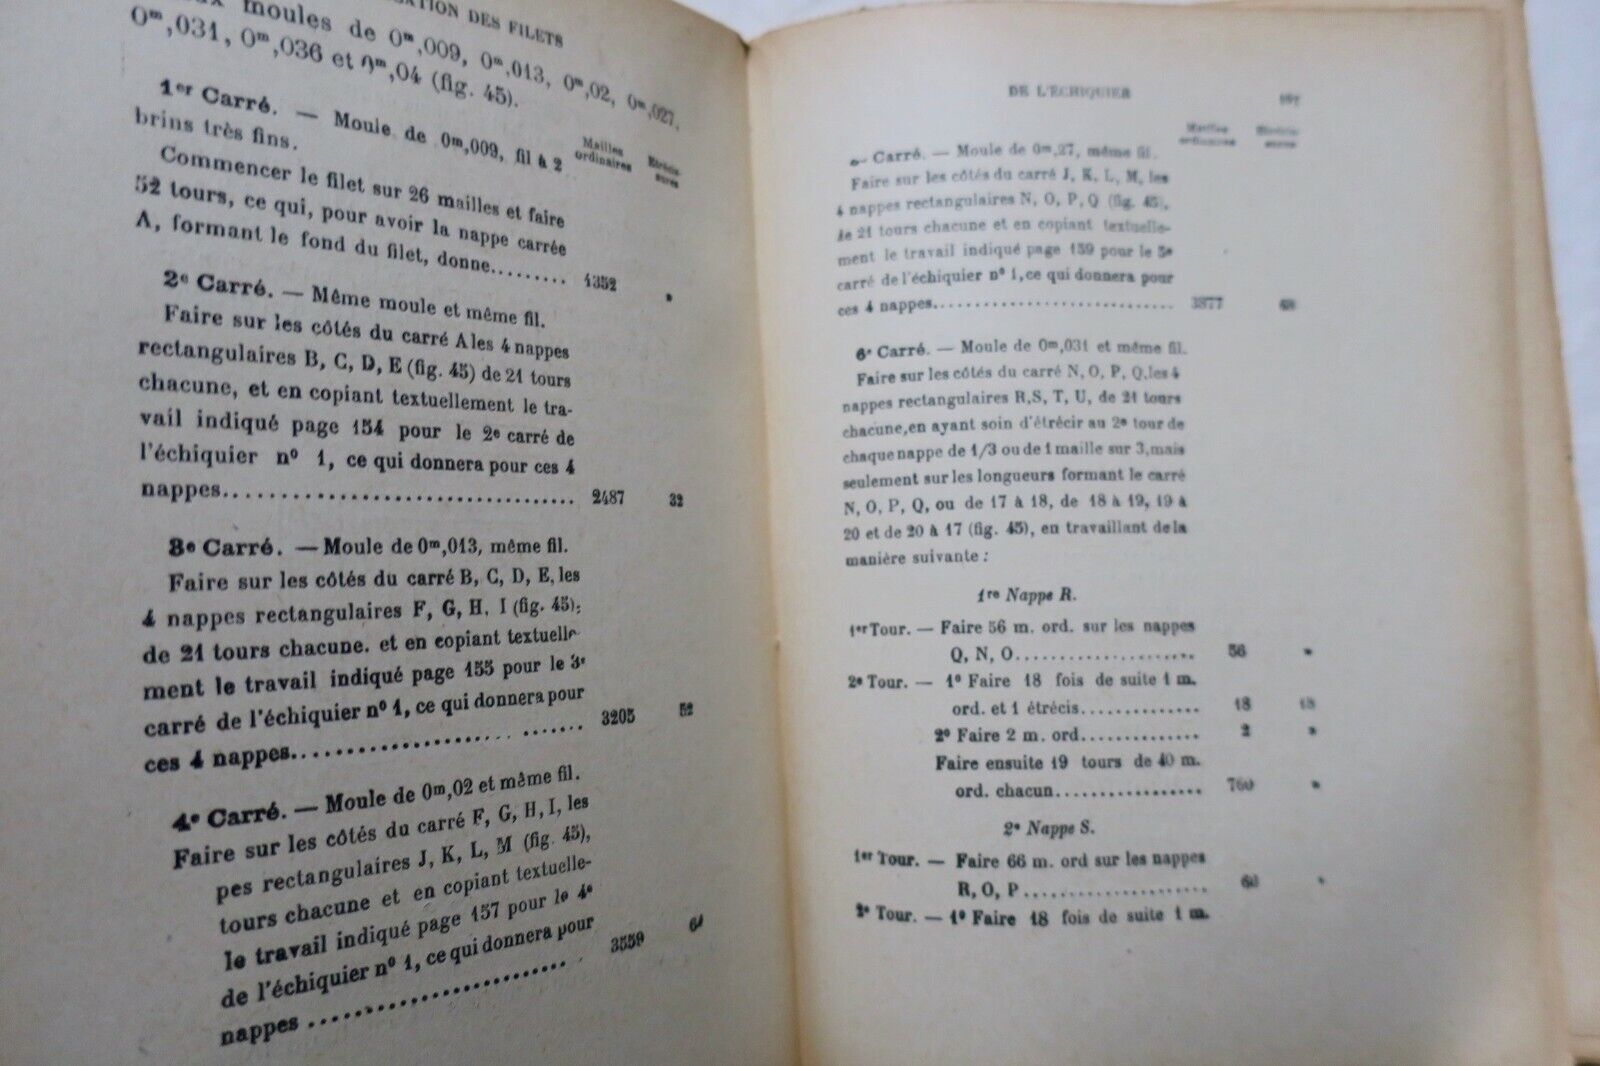 ATION DES FILETS
moules de 0ᵐ,009, 0ᵐ,013, 0ᵐ,02, 0ᵐ,027,
0ᵐ,031, 0ᵐ,036 et 0ᵐ,04 (fig. 45).
Mailles ordinaires
1er Carré. — Moule de 0ᵐ,009, fil à 2
brins très fins.
Commencer le filet sur 26 mailles et faire
52 tours, ce qui, pour avoir la nappe carrée
A, formant le fond du filet, donne......... 1352 »
2e Carré. — Même moule et même fil.
Faire sur les côtés du carré A les 4 nappes
rectangulaires B, C, D, E (fig. 45) de 21 tours
chacune, et en copiant textuellement le tra-
vail indiqué page 154 pour le 2e carré de
l'échiquier nº 1, ce qui donnera pour ces 4
nappes................................... 2487 32
3e Carré. — Moule de 0ᵐ,013, même fil.
Faire sur les côtés du carré B, C, D, E, les
4 nappes rectangulaires F, G, H, I (fig. 45);
de 21 tours chacune. et en copiant textuelle-
ment le travail indiqué page 155 pour le 3e
carré de l'échiquier nº 1, ce qui donnera pour
ces 4 nappes............................. 3205 52
4e Carré. — Moule de 0ᵐ,02 et même fil.
Faire sur les côtés du carré F, G, H, I, les
pes rectangulaires J, K, L, M (fig. 45),
tours chacune et en copiant textuelle-
le travail indiqué page 157 pour le 4e
de l'échiquier nº 1, ce qui donnera pour
nappes ........................ 3559
DE L'ÉCHIQUIER
Mailles ordinaires
Carré. — Moule de 0ᵐ,27, même fil.
Faire sur les côtés du carré J, K, L, M, les
4 nappes rectangulaires N, O, P, Q (fig. 45),
de 21 tours chacune et en copiant textuelle-
ment le travail indiqué page 159 pour le 5e
carré de l'échiquier nº 1, ce qui donnera pour
ces 4 nappes............................. 3877 68
6e Carré. — Moule de 0ᵐ,031 et même fil.
Faire sur les côtés du carré N, O, P, Q, les 4
nappes rectangulaires R, S, T, U, de 21 tours
chacune, en ayant soin d'étrécir au 2e tour de
chaque nappe de 1/3 ou de 1 maille sur 3, mais
seulement sur les longueurs formant le carré
N, O, P, Q, ou de 17 à 18, de 18 à 19, 19 à
20 et de 20 à 17 (fig. 45), en travaillant de la
manière suivante :
1re Nappe R.
1er Tour. — Faire 56 m. ord. sur les nappes
Q, N, O..................... 56 »
2e Tour. — 1º Faire 18 fois de suite 1 m.
ord. et 1 étrécis.............. 18 18
2º Faire 2 m. ord.............. 2 »
Faire ensuite 19 tours de 40 m.
ord. chacun................. 760 »
2e Nappe S.
1er Tour. — Faire 66 m. ord sur les nappes
R, O, P .....................
2e Tour. — 1º Faire 18 fois de suite 1 m.